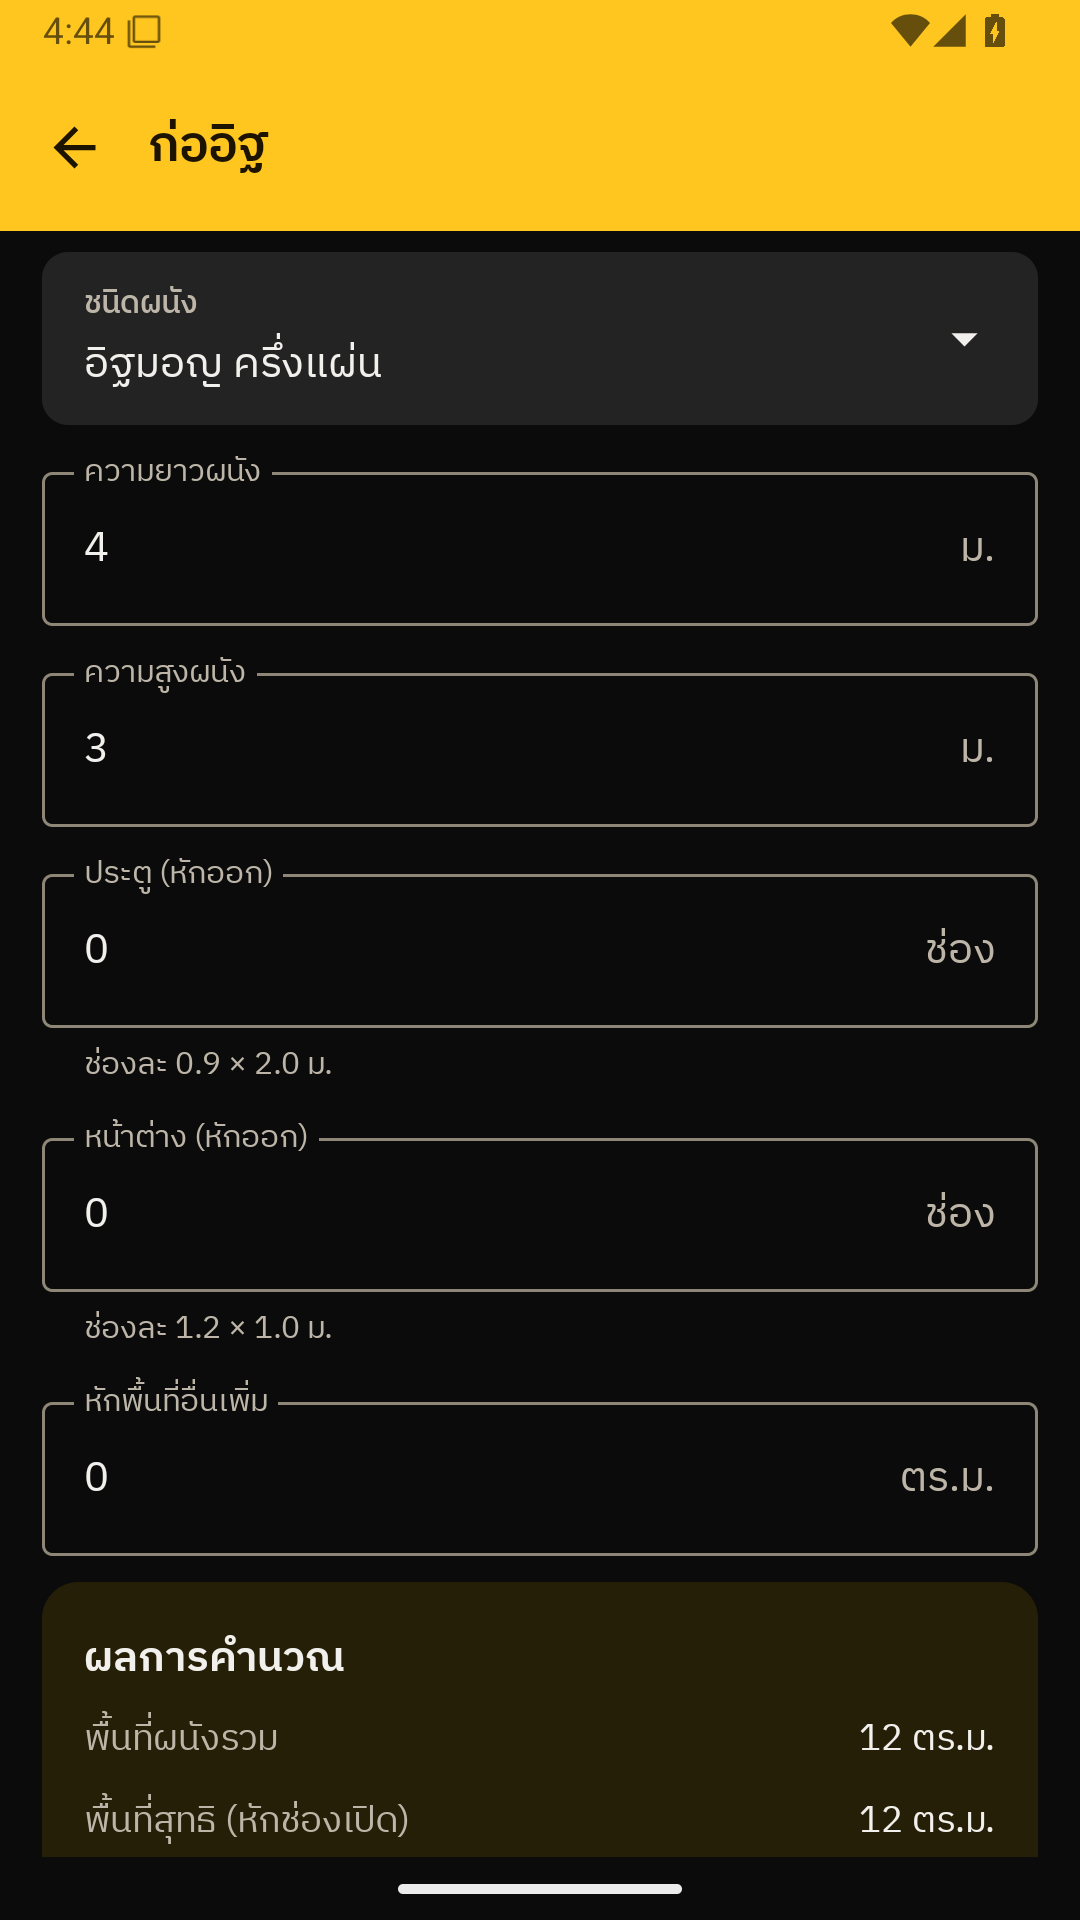 4:44
ก่ออิฐ
ชนิดผนัง
อิฐมอญ ครึ่งแผ่น
ความยาวผนัง
4 ม.
ความสูงผนัง
3 ม.
ประตู (หักออก)
0 ช่อง
ช่องละ 0.9 × 2.0 ม.
หน้าต่าง (หักออก)
0 ช่อง
ช่องละ 1.2 × 1.0 ม.
หักพื้นที่อื่นเพิ่ม
0 ตร.ม.
ผลการคำนวณ
พื้นที่ผนังรวม 12 ตร.ม.
พื้นที่สุทธิ (หักช่องเปิด) 12 ตร.ม.